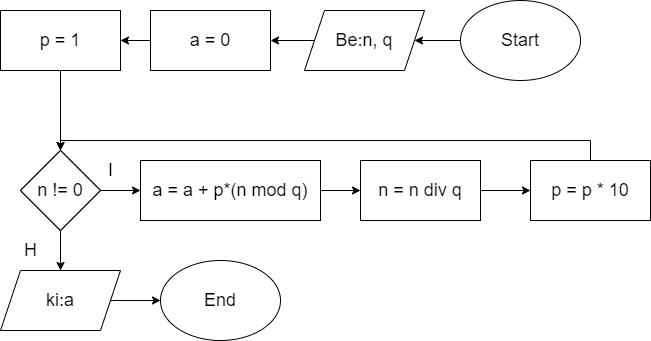 Start
Be:n, q
a = 0
p = 1
n != 0
I
a = a + p*(n mod q)
n = n div q
p = p * 10
H
ki:a
End